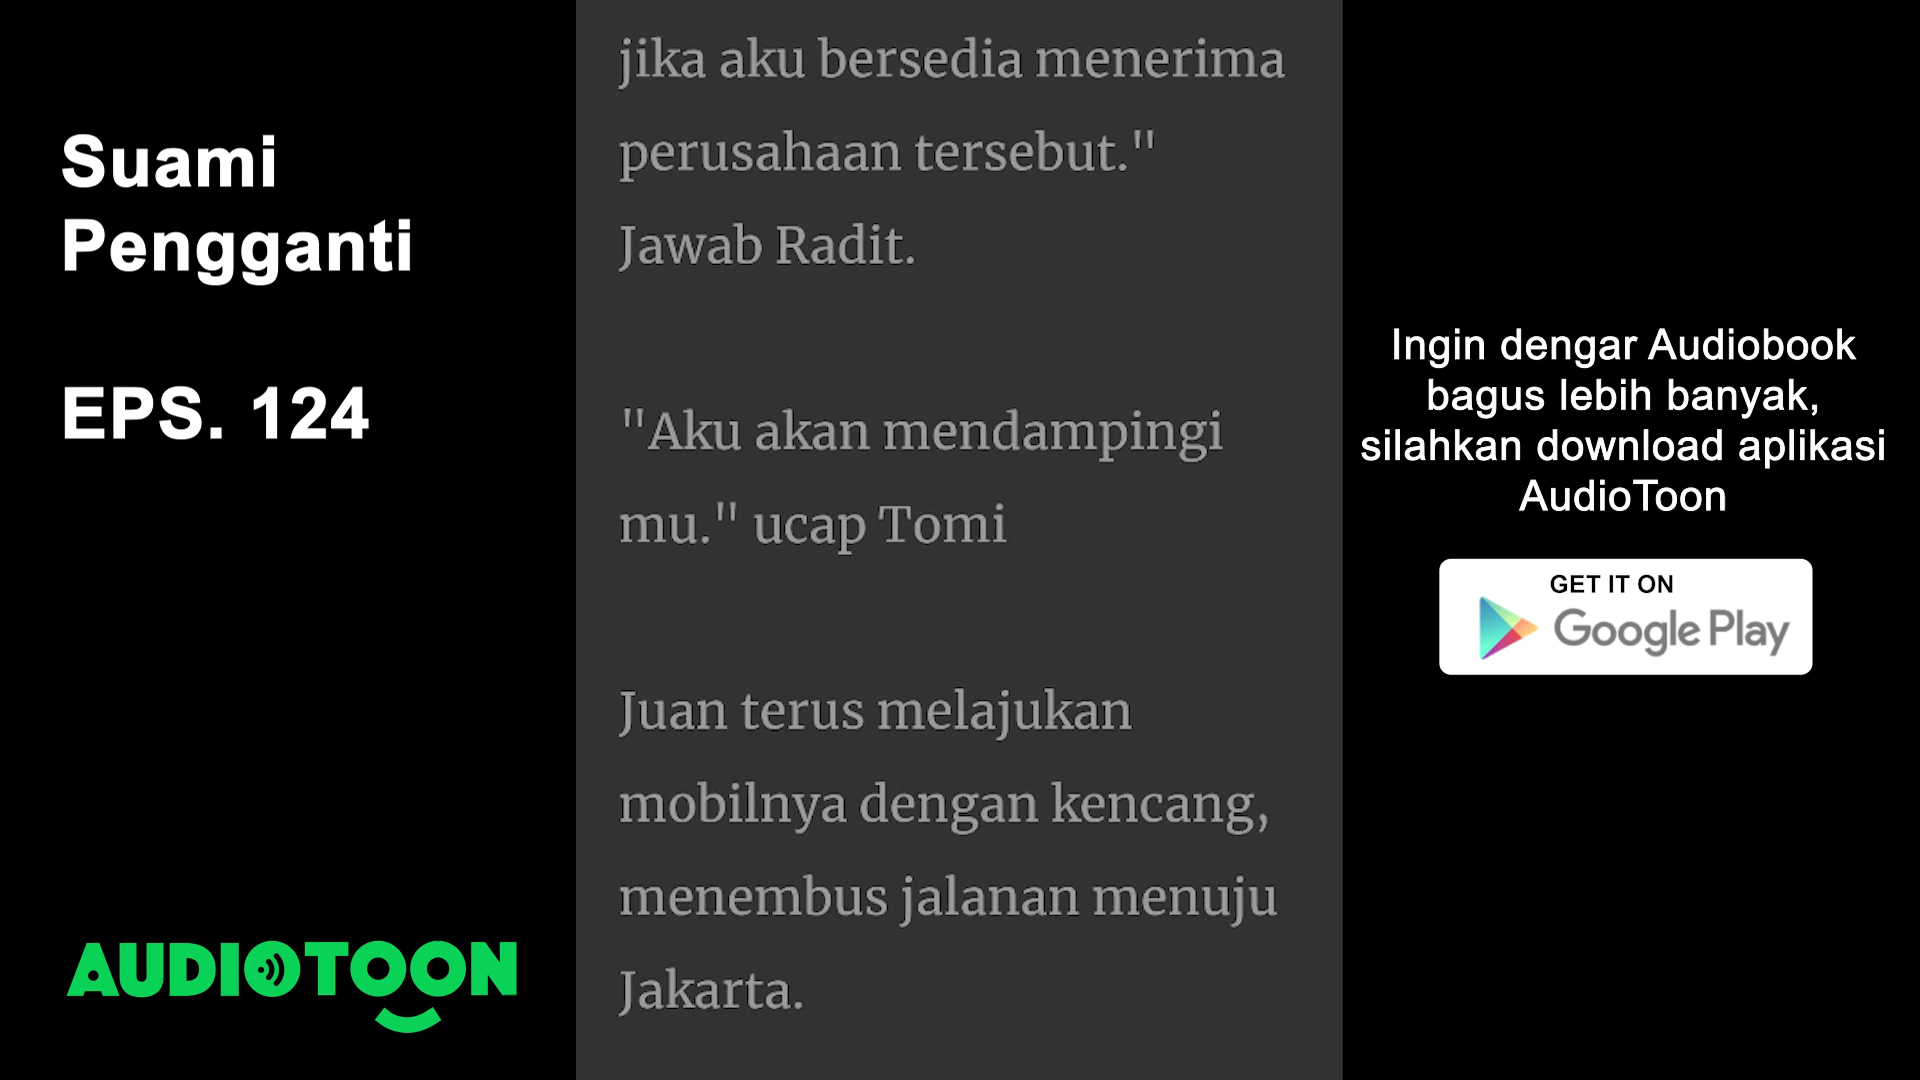 Suami
Pengganti
EPS. 124
AUDIOTOON
jika aku bersedia menerima
perusahaan tersebut."
Jawab Radit.
"Aku akan mendampingi
mu." ucap Tomi
Juan terus melajukan
mobilnya dengan kencang,
menembus jalanan menuju
Jakarta.
Ingin dengar Audiobook
bagus lebih banyak,
silahkan download aplikasi
AudioToon
GET IT ON
Google Play